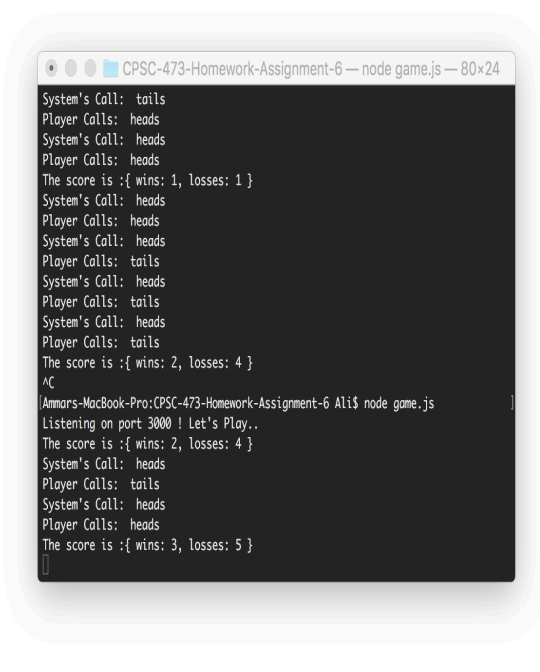 CPSC-473-Homework-Assignment-6 — node game.js — 80×24
System's Call:  tails
Player Calls:  heads
System's Call:  heads
Player Calls:  heads
The score is :{ wins: 1, losses: 1 }
System's Call:  heads
Player Calls:  heads
System's Call:  heads
Player Calls:  tails
System's Call:  heads
Player Calls:  tails
System's Call:  heads
Player Calls:  tails
The score is :{ wins: 2, losses: 4 }
^C
[Ammars-MacBook-Pro:CPSC-473-Homework-Assignment-6 Ali$ node game.js ]
Listening on port 3000 ! Let's Play..
The score is :{ wins: 2, losses: 4 }
System's Call:  heads
Player Calls:  tails
System's Call:  heads
Player Calls:  heads
The score is :{ wins: 3, losses: 5 }